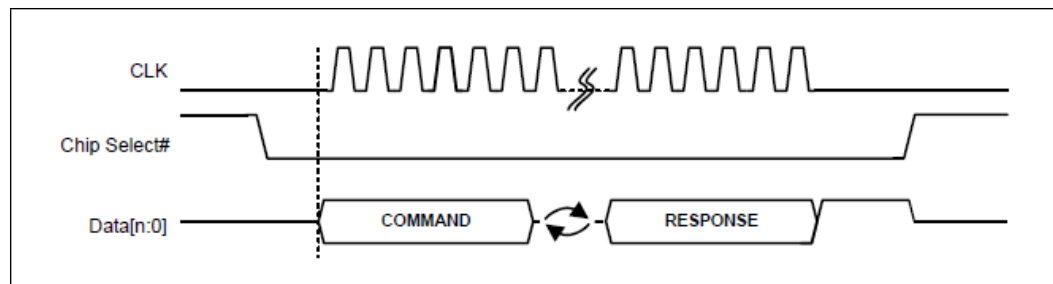 CLK
Chip Select#
Data[n:0]
COMMAND
RESPONSE